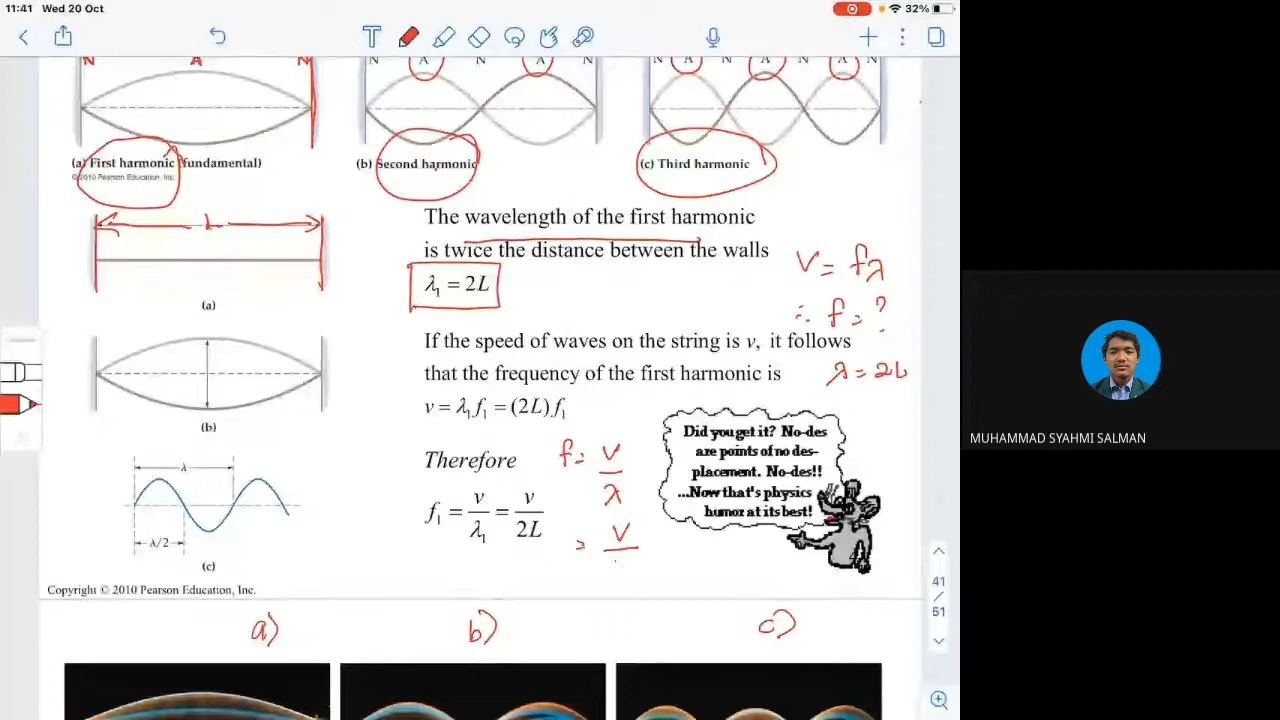 11:41 Wed 20 Oct
32%
N A N
N A N A N
N A N A N A
(a) First harmonic (fundamental)
© 2010 Pearson Education, Inc.
(b) Second harmonic
(c) Third harmonic
L
(a)
The wavelength of the first harmonic
is twice the distance between the walls
λ₁ = 2L
V = fλ
∴ f = ?
If the speed of waves on the string is v, it follows
that the frequency of the first harmonic is
λ = 2L
v = λ₁f₁ = (2L)f₁
(b)
Therefore
f = V/λ
f₁ = v/λ₁ = v/2L
= V
Did you get it? No-des
are points of no des-
placement. No-des!!
...Now that's physics
humor at its best!
λ
λ/2
(c)
Copyright © 2010 Pearson Education, Inc.
41
/
51
a) b) c)
MUHAMMAD SYAHMI SALMAN